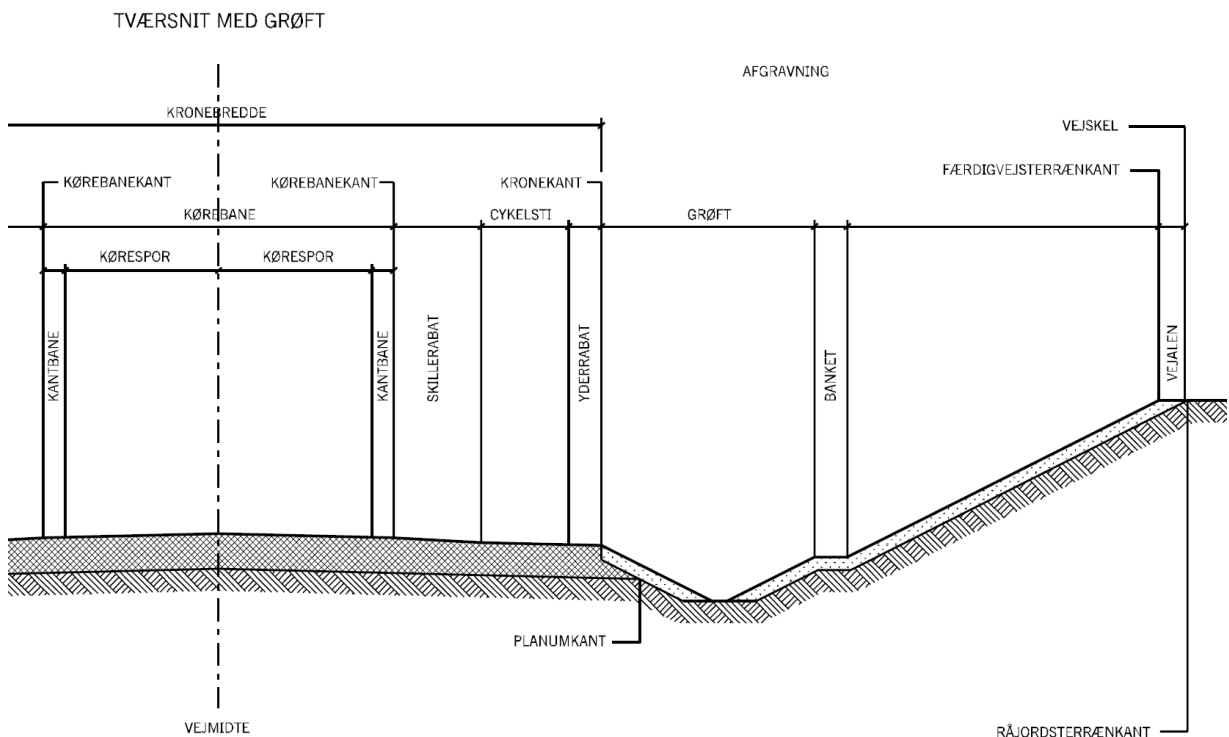 TVÆRSNIT MED GRØFT
AFGRAVNING
KRONEBREDDE
VEJSKEL
FÆRDIGVEJSTERRÆNKANT
KØREBANEKANT
KØREBANEKANT
KRONEKANT
KØREBANE
CYKELSTI
GRØFT
KØRESPOR
KØRESPOR
KANTBANE
KANTBANE
SKILLERABAT
YDERRABAT
BANKET
VEJALEN
PLANUMKANT
VEJMIDTE
RÅJORDSTERRÆNKANT